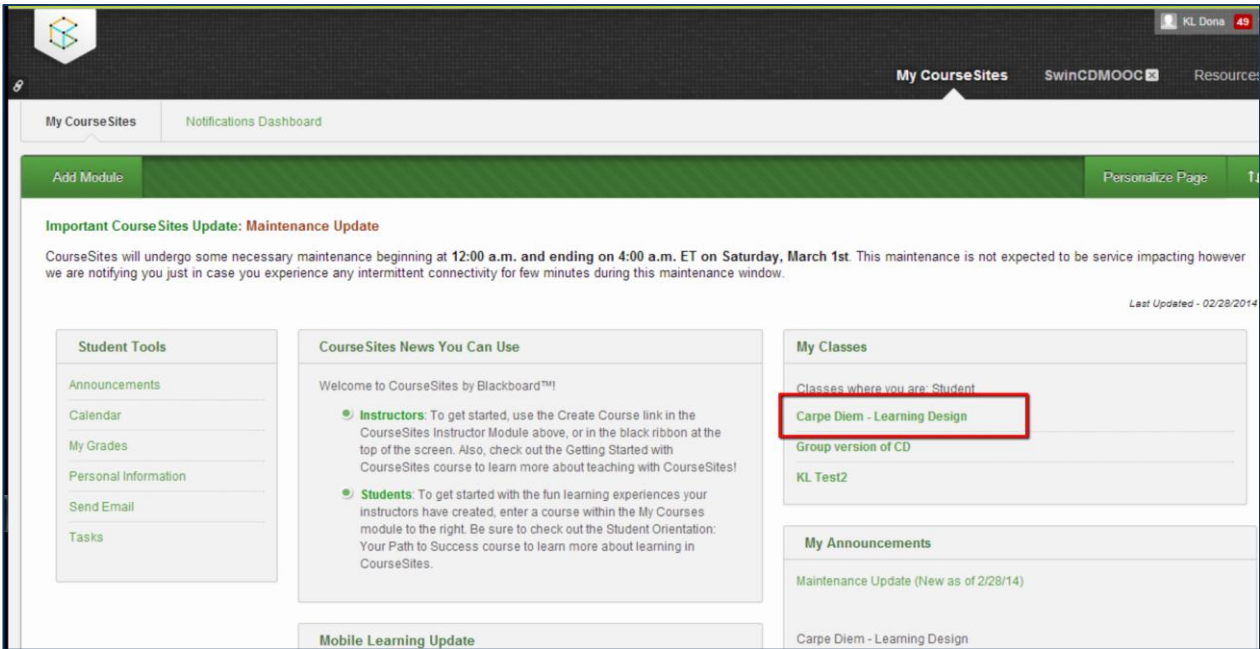 KL Dona 49
My CourseSites SwinCDMOOC Resources
My CourseSites Notifications Dashboard
Add Module Personalize Page
Important CourseSites Update: Maintenance Update
CourseSites will undergo some necessary maintenance beginning at 12:00 a.m. and ending on 4:00 a.m. ET on Saturday, March 1st. This maintenance is not expected to be service impacting however
we are notifying you just in case you experience any intermittent connectivity for few minutes during this maintenance window.
Last Updated - 02/28/2014
Student Tools
Announcements
Calendar
My Grades
Personal Information
Send Email
Tasks
CourseSites News You Can Use
Welcome to CourseSites by Blackboard™!
Instructors: To get started, use the Create Course link in the
CourseSites Instructor Module above, or in the black ribbon at the
top of the screen. Also, check out the Getting Started with
CourseSites course to learn more about teaching with CourseSites!
Students: To get started with the fun learning experiences your
instructors have created, enter a course within the My Courses
module to the right. Be sure to check out the Student Orientation:
Your Path to Success course to learn more about learning in
CourseSites.
Mobile Learning Update
My Classes
Classes where you are: Student
Carpe Diem - Learning Design
Group version of CD
KL Test2
My Announcements
Maintenance Update (New as of 2/28/14)
Carpe Diem - Learning Design